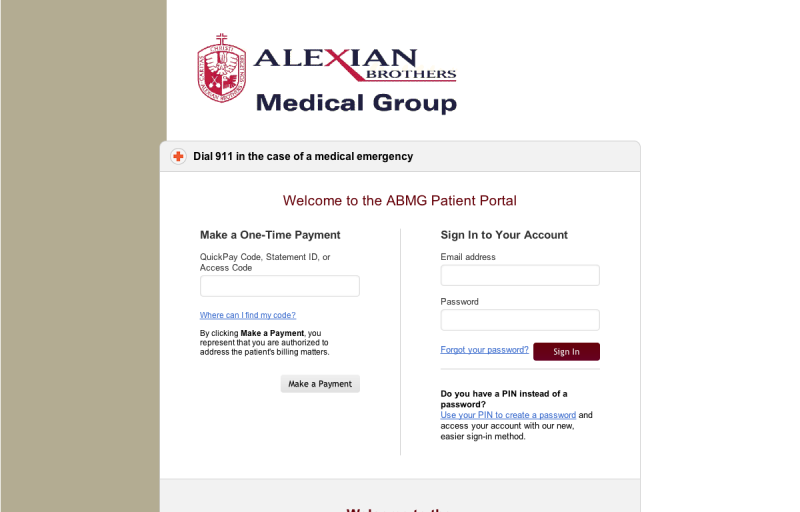 ALEXIAN
BROTHERS
Medical Group
Dial 911 in the case of a medical emergency
Welcome to the ABMG Patient Portal
Make a One-Time Payment
QuickPay Code, Statement ID, or
Access Code
Where can I find my code?
By clicking Make a Payment, you
represent that you are authorized to
address the patient's billing matters.
Make a Payment
Sign In to Your Account
Email address
Password
Forgot your password?
Sign In
Do you have a PIN instead of a
password?
Use your PIN to create a password and
access your account with our new,
easier sign-in method.